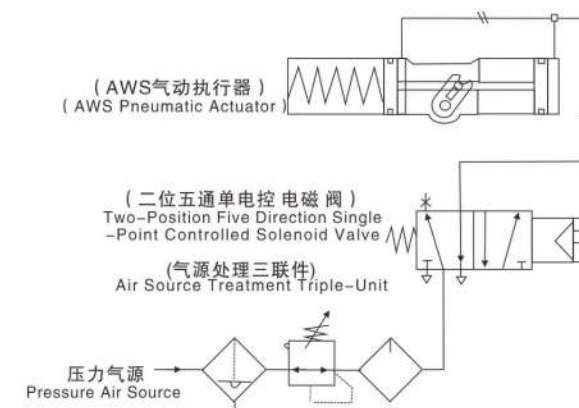 （AWS气动执行器）
（AWS Pneumatic Actuator）
（二位五通单电控 电磁 阀）
Two-Position Five Direction Single
-Point Controlled Solenoid Valve
(气源处理三联件)
Air Source Treatment Triple-Unit
压力气源
Pressure Air Source